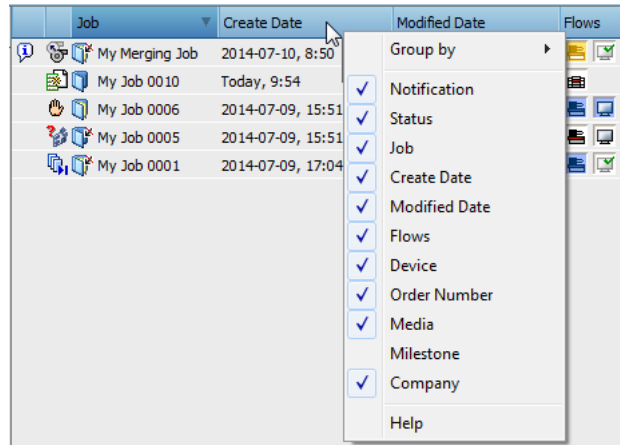 Job Create Date Modified Date Flows
My Merging Job 2014-07-10, 8:50
My Job 0010 Today, 9:54
My Job 0006 2014-07-09, 15:51
My Job 0005 2014-07-09, 15:51
My Job 0001 2014-07-09, 17:04
Group by
Notification
Status
Job
Create Date
Modified Date
Flows
Device
Order Number
Media
Milestone
Company
Help